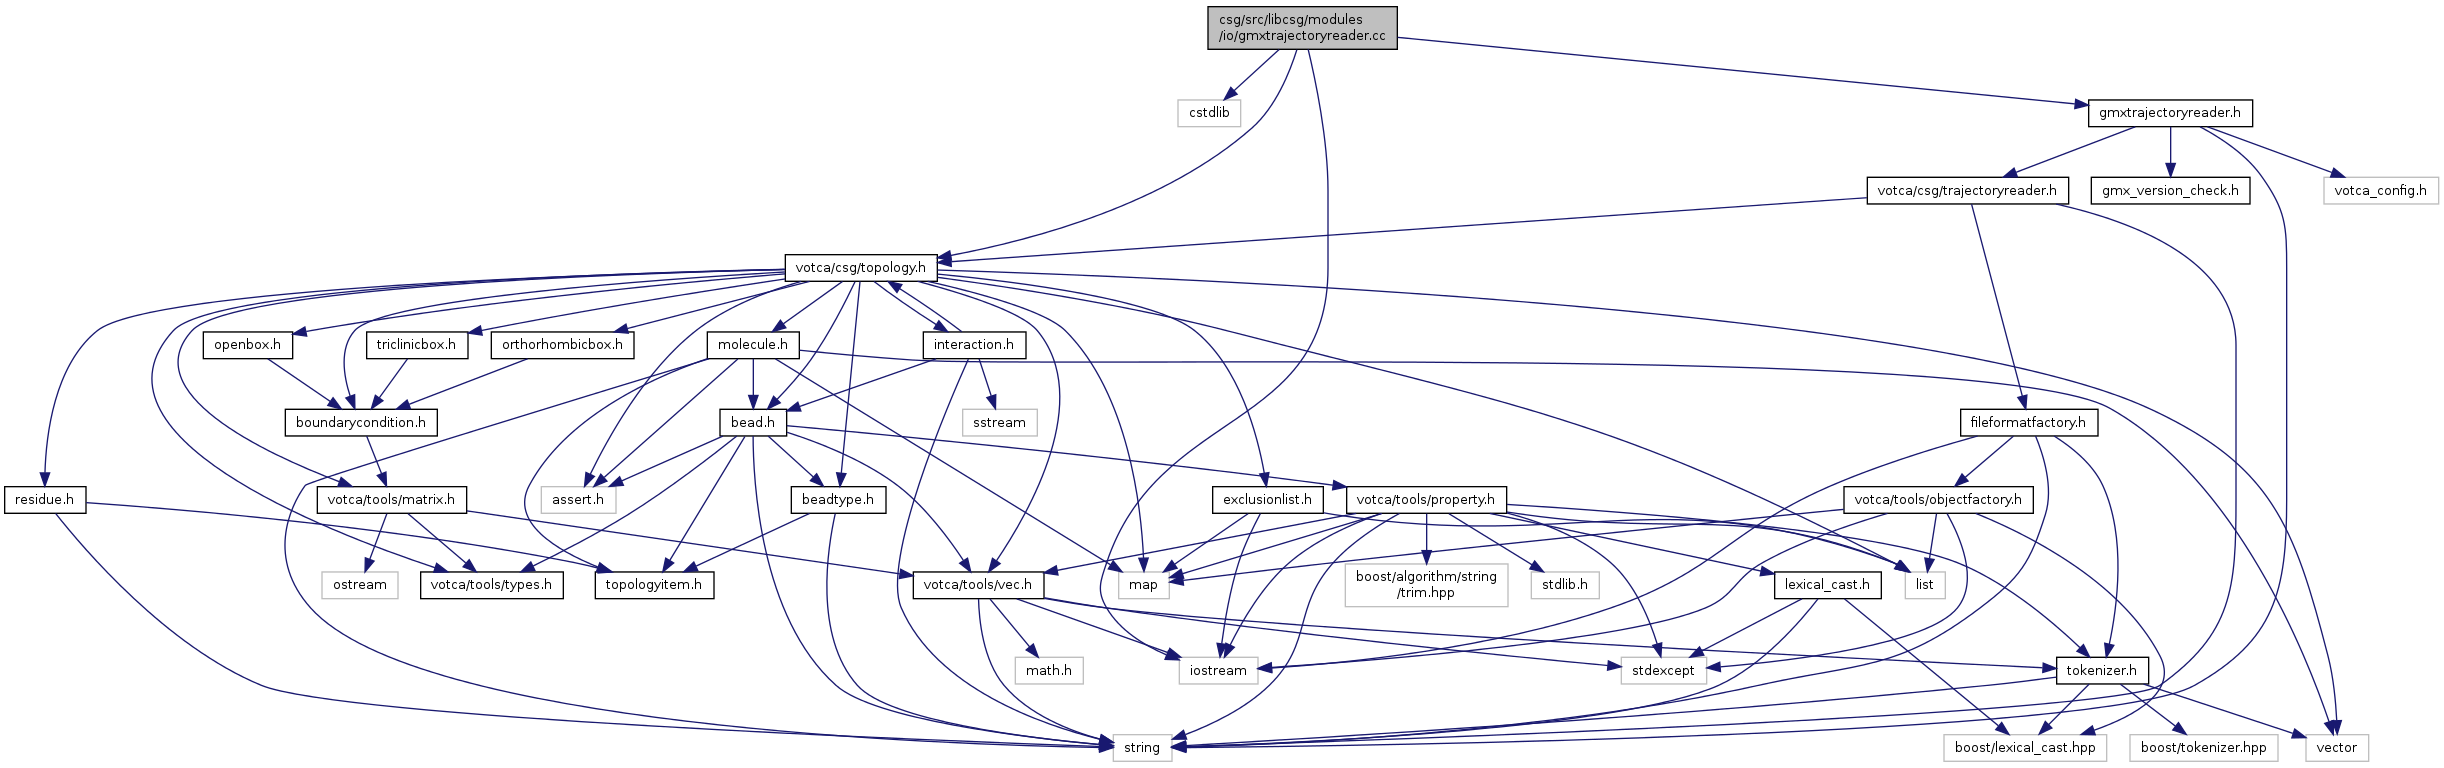 csg/src/libcsg/modules
/io/gmxtrajectoryreader.cc
cstdlib
gmxtrajectoryreader.h
votca/csg/trajectoryreader.h
gmx_version_check.h
votca_config.h
votca/csg/topology.h
openbox.h
triclinicbox.h
orthorhombicbox.h
molecule.h
interaction.h
boundarycondition.h
bead.h
sstream
fileformatfactory.h
residue.h
votca/tools/matrix.h
assert.h
beadtype.h
exclusionlist.h
votca/tools/property.h
votca/tools/objectfactory.h
ostream
votca/tools/types.h
topologyitem.h
votca/tools/vec.h
map
boost/algorithm/string
/trim.hpp
stdlib.h
lexical_cast.h
list
math.h
iostream
stdexcept
tokenizer.h
string
boost/lexical_cast.hpp
boost/tokenizer.hpp
vector